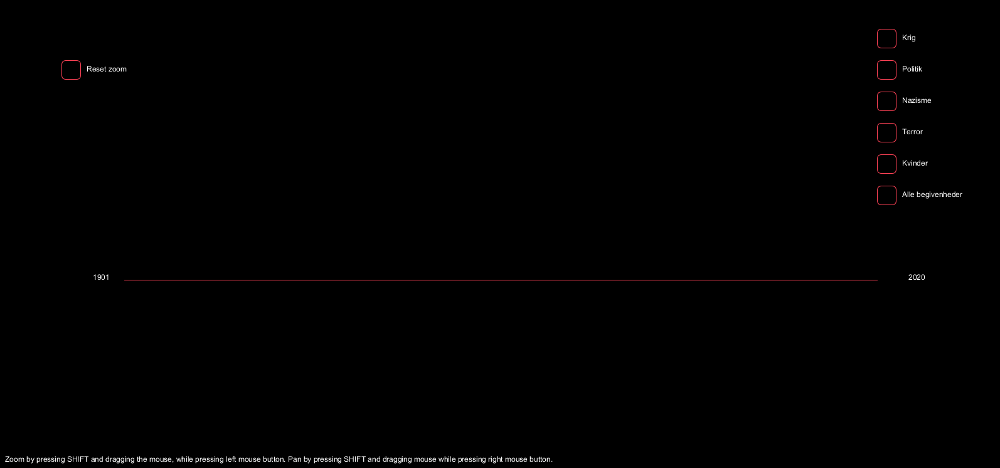 Krig
Reset zoom
Politik
Nazisme
Terror
Kvinder
Alle begivenheder
1901
2020
Zoom by pressing SHIFT and dragging the mouse, while pressing left mouse button. Pan by pressing SHIFT and dragging mouse while pressing right mouse button.